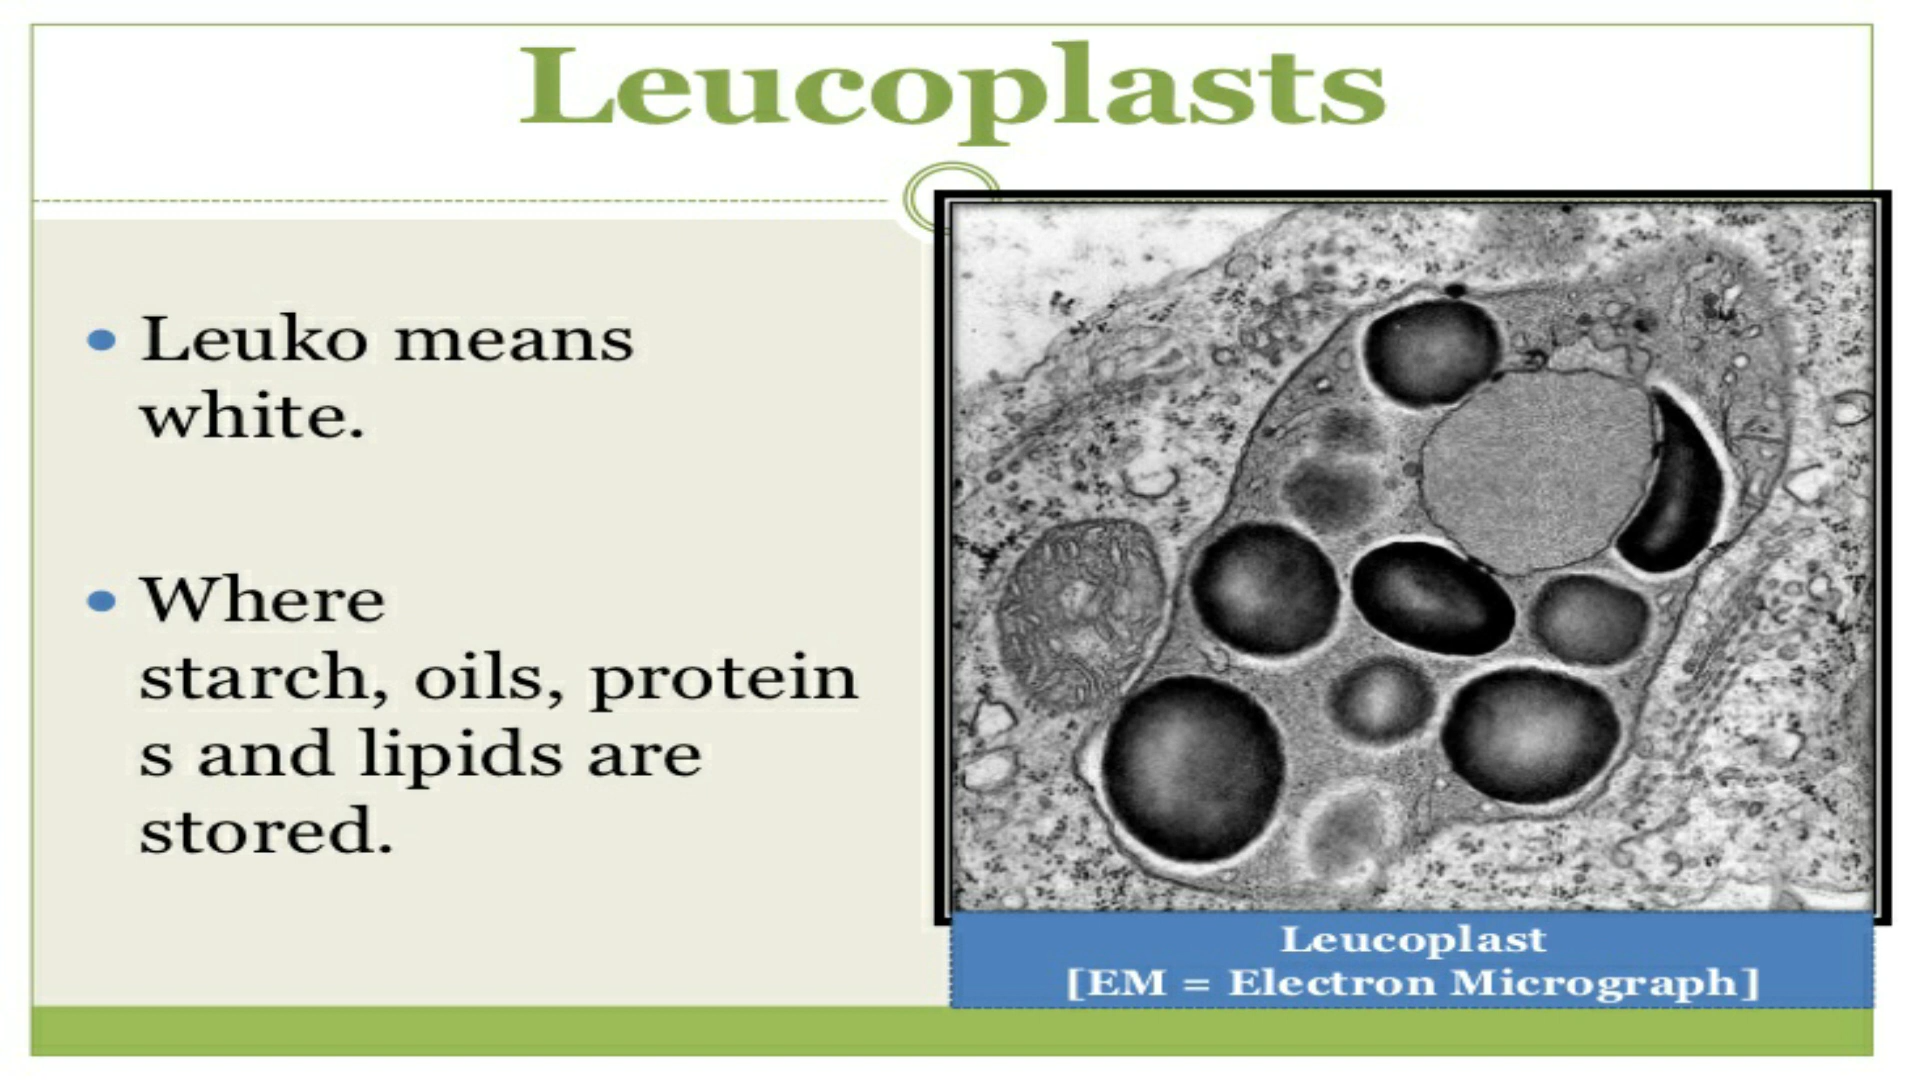 Leucoplasts
• Leuko means
white.
• Where
starch, oils, protein
s and lipids are
stored.
Leucoplast
[EM = Electron Micrograph]